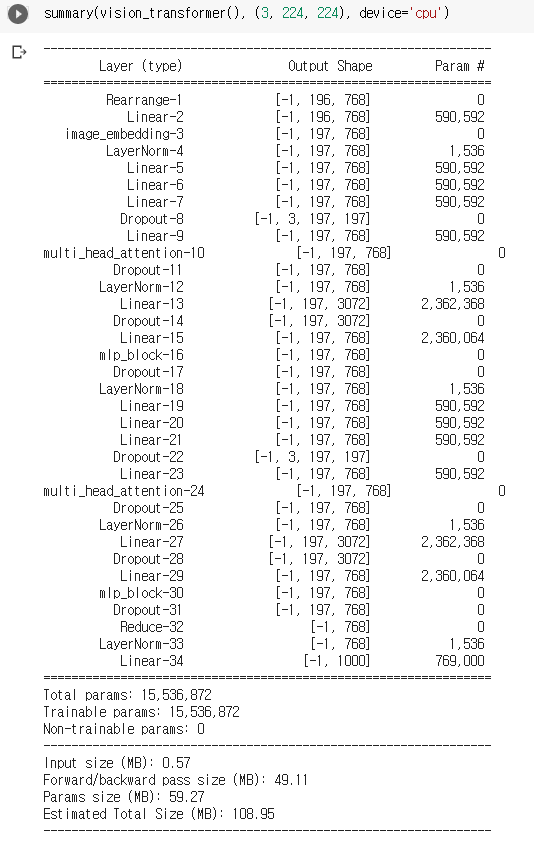 summary(vision_transformer(), (3, 224, 224), device='cpu')
----------------------------------------------------------------
Layer (type) Output Shape Param #
================================================================
Rearrange-1 [-1, 196, 768] 0
Linear-2 [-1, 196, 768] 590,592
image_embedding-3 [-1, 197, 768] 0
LayerNorm-4 [-1, 197, 768] 1,536
Linear-5 [-1, 197, 768] 590,592
Linear-6 [-1, 197, 768] 590,592
Linear-7 [-1, 197, 768] 590,592
Dropout-8 [-1, 3, 197, 197] 0
Linear-9 [-1, 197, 768] 590,592
multi_head_attention-10 [-1, 197, 768] 0
Dropout-11 [-1, 197, 768] 0
LayerNorm-12 [-1, 197, 768] 1,536
Linear-13 [-1, 197, 3072] 2,362,368
Dropout-14 [-1, 197, 3072] 0
Linear-15 [-1, 197, 768] 2,360,064
mlp_block-16 [-1, 197, 768] 0
Dropout-17 [-1, 197, 768] 0
LayerNorm-18 [-1, 197, 768] 1,536
Linear-19 [-1, 197, 768] 590,592
Linear-20 [-1, 197, 768] 590,592
Linear-21 [-1, 197, 768] 590,592
Dropout-22 [-1, 3, 197, 197] 0
Linear-23 [-1, 197, 768] 590,592
multi_head_attention-24 [-1, 197, 768] 0
Dropout-25 [-1, 197, 768] 0
LayerNorm-26 [-1, 197, 768] 1,536
Linear-27 [-1, 197, 3072] 2,362,368
Dropout-28 [-1, 197, 3072] 0
Linear-29 [-1, 197, 768] 2,360,064
mlp_block-30 [-1, 197, 768] 0
Dropout-31 [-1, 197, 768] 0
Reduce-32 [-1, 768] 0
LayerNorm-33 [-1, 768] 1,536
Linear-34 [-1, 1000] 769,000
================================================================
Total params: 15,536,872
Trainable params: 15,536,872
Non-trainable params: 0
----------------------------------------------------------------
Input size (MB): 0.57
Forward/backward pass size (MB): 49.11
Params size (MB): 59.27
Estimated Total Size (MB): 108.95
----------------------------------------------------------------